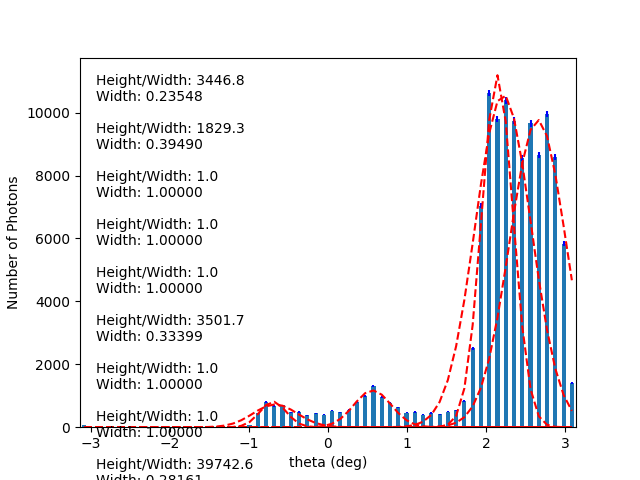 Height/Width: 3446.8
Width: 0.23548
Height/Width: 1829.3
Width: 0.39490
Height/Width: 1.0
Width: 1.00000
Height/Width: 1.0
Width: 1.00000
Height/Width: 1.0
Width: 1.00000
Height/Width: 3501.7
Width: 0.33399
Height/Width: 1.0
Width: 1.00000
Height/Width: 1.0
Width: 1.00000
Height/Width: 39742.6
Width: 0.28161
10000
8000
6000
4000
2000
0
Number of Photons
−3 −2 −1 0 1 2 3
theta (deg)